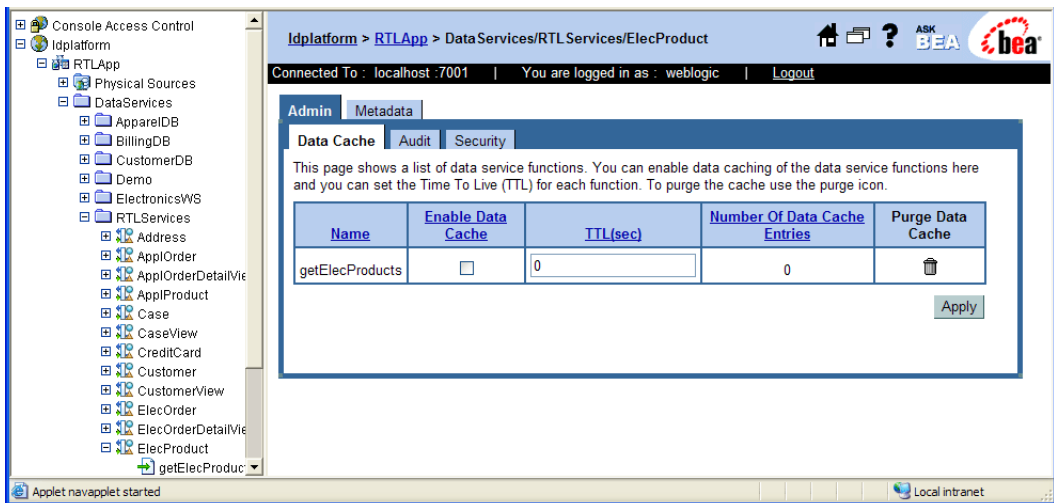 Console Access Control
ldplatform
RTLApp
Physical Sources
DataServices
ApparelDB
BillingDB
CustomerDB
Demo
ElectronicsWS
RTLServices
Address
ApplOrder
ApplOrderDetailVie
ApplProduct
Case
CaseView
CreditCard
Customer
CustomerView
ElecOrder
ElecOrderDetailVie
ElecProduct
getElecProduc
ldplatform > RTLApp > DataServices/RTLServices/ElecProduct
? ASK BEA bea
Connected To : localhost :7001 | You are logged in as : weblogic | Logout
Admin Metadata
Data Cache Audit Security
This page shows a list of data service functions. You can enable data caching of the data service functions here
and you can set the Time To Live (TTL) for each function. To purge the cache use the purge icon.
Name Enable Data Cache TTL(sec) Number Of Data Cache Entries Purge Data Cache
getElecProducts 0 0
Apply
Applet navapplet started Local intranet